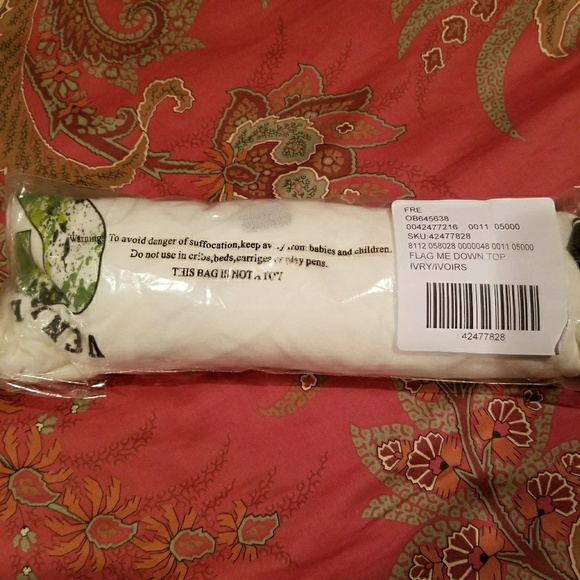 Warning: To avoid danger of suffocation,keep away from babies and children.
Do not use in cribs,beds,carriges or play pens.
THIS BAG IS NOT A TOY
FRE
OB645638
0042477216 0011 05000
SKU:42477828
8112 058028 0000048 0011 05000
FLAG ME DOWN TOP
IVRY/IVOIRS
42477828